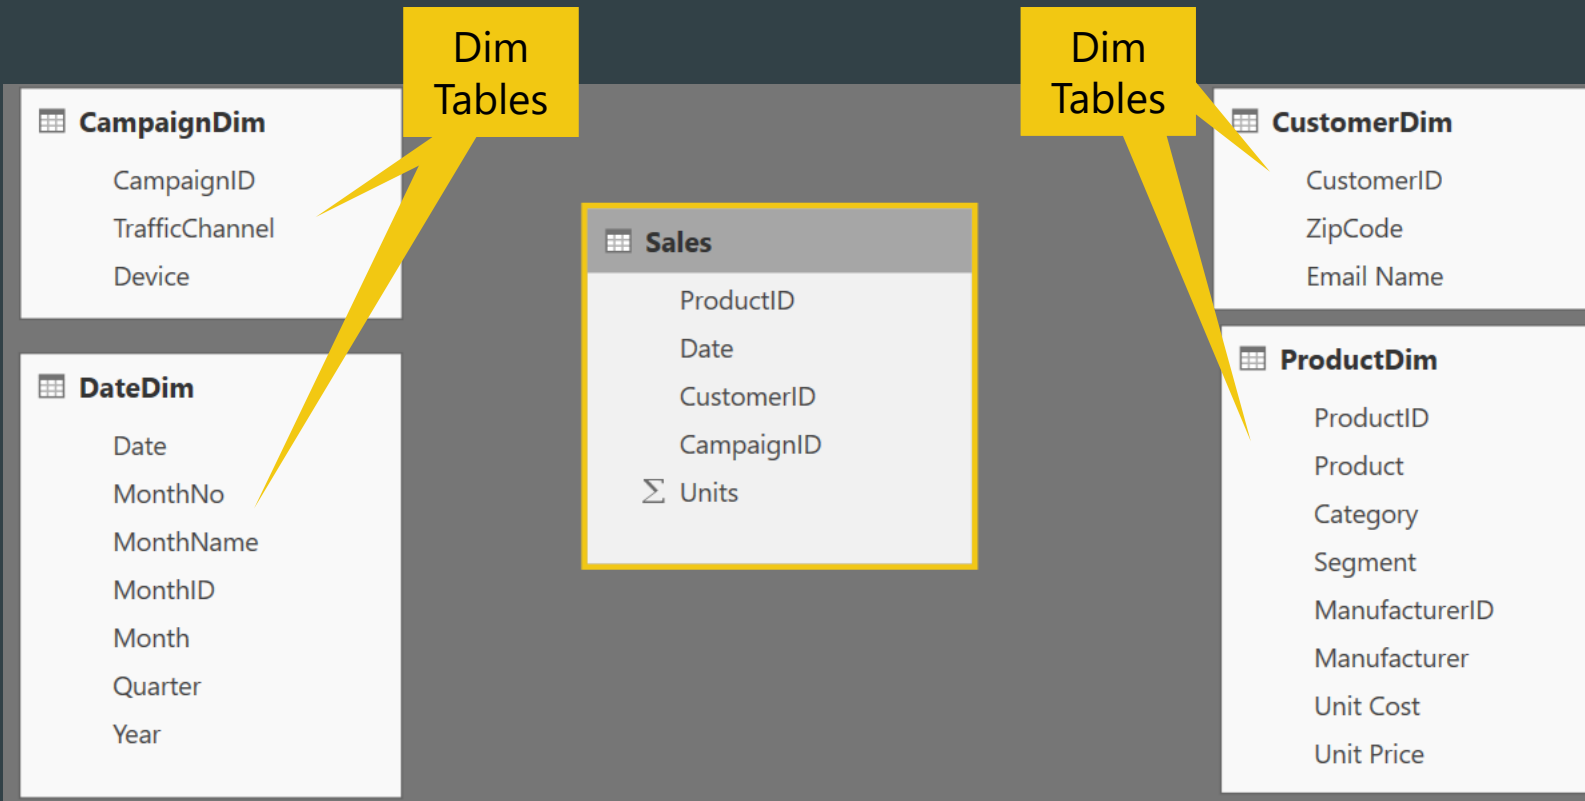 Dim
Tables
Dim
Tables
CampaignDim
CampaignID
TrafficChannel
Device
DateDim
Date
MonthNo
MonthName
MonthID
Month
Quarter
Year
Sales
ProductID
Date
CustomerID
CampaignID
Σ Units
CustomerDim
CustomerID
ZipCode
Email Name
ProductDim
ProductID
Product
Category
Segment
ManufacturerID
Manufacturer
Unit Cost
Unit Price